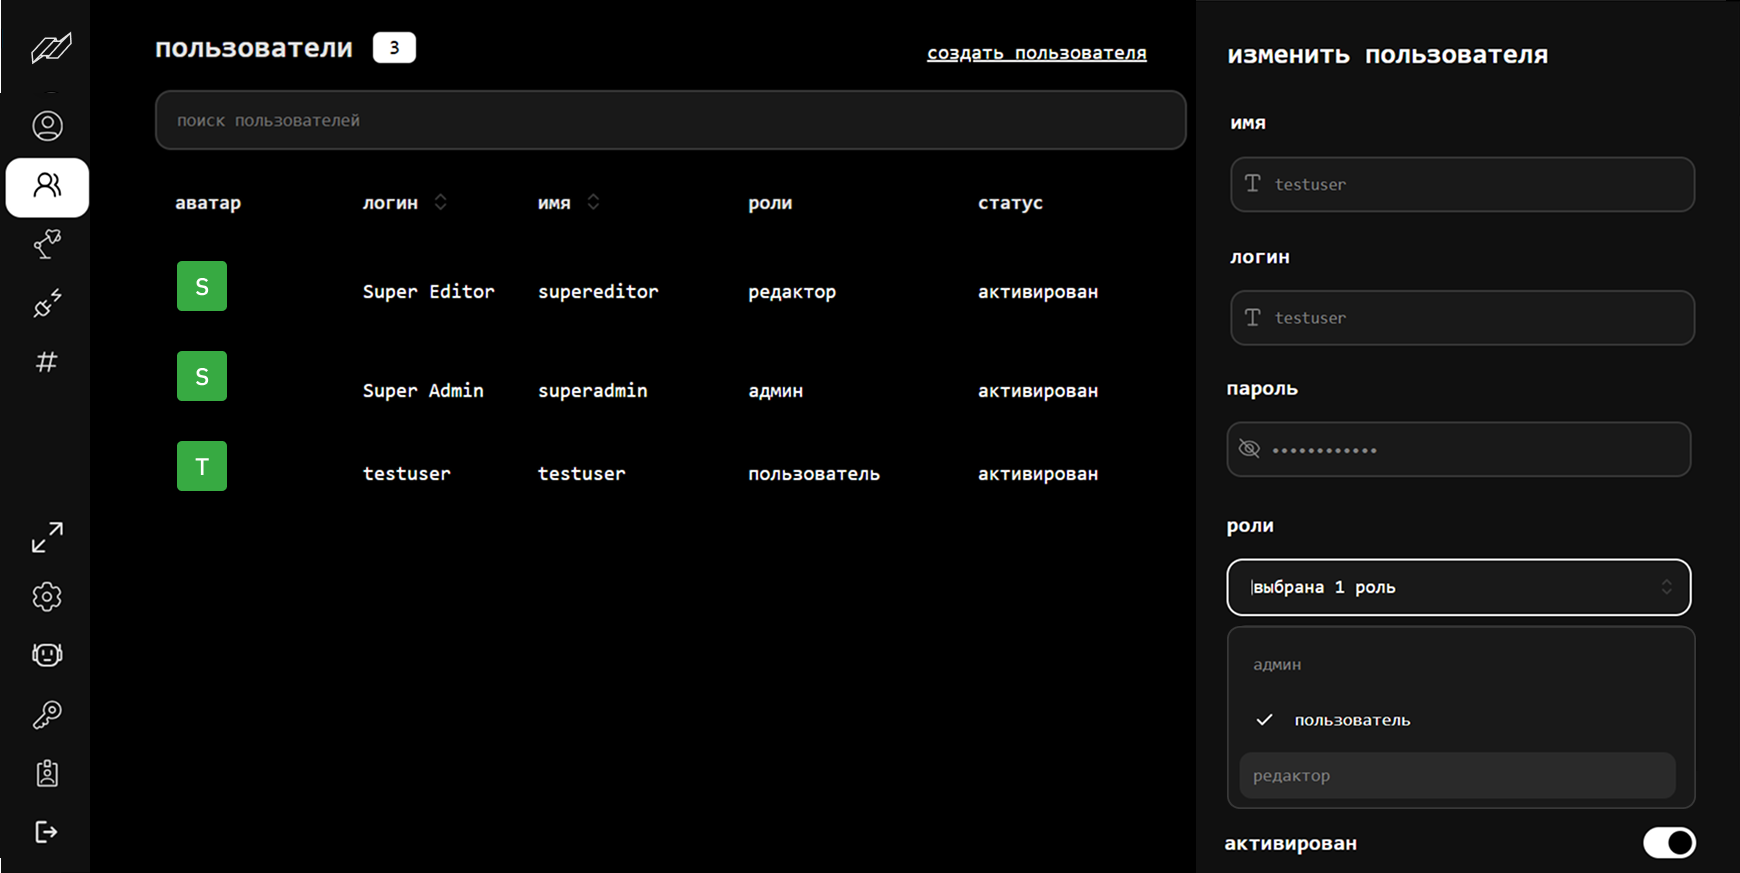 пользователи 3
создать пользователя
поиск пользователей
аватар логин имя роли статус
S Super Editor supereditor редактор активирован
S Super Admin superadmin админ активирован
T testuser testuser пользователь активирован
изменить пользователя
имя
testuser
логин
testuser
пароль
••••••••••••
роли
выбрана 1 роль
админ
пользователь
редактор
активирован